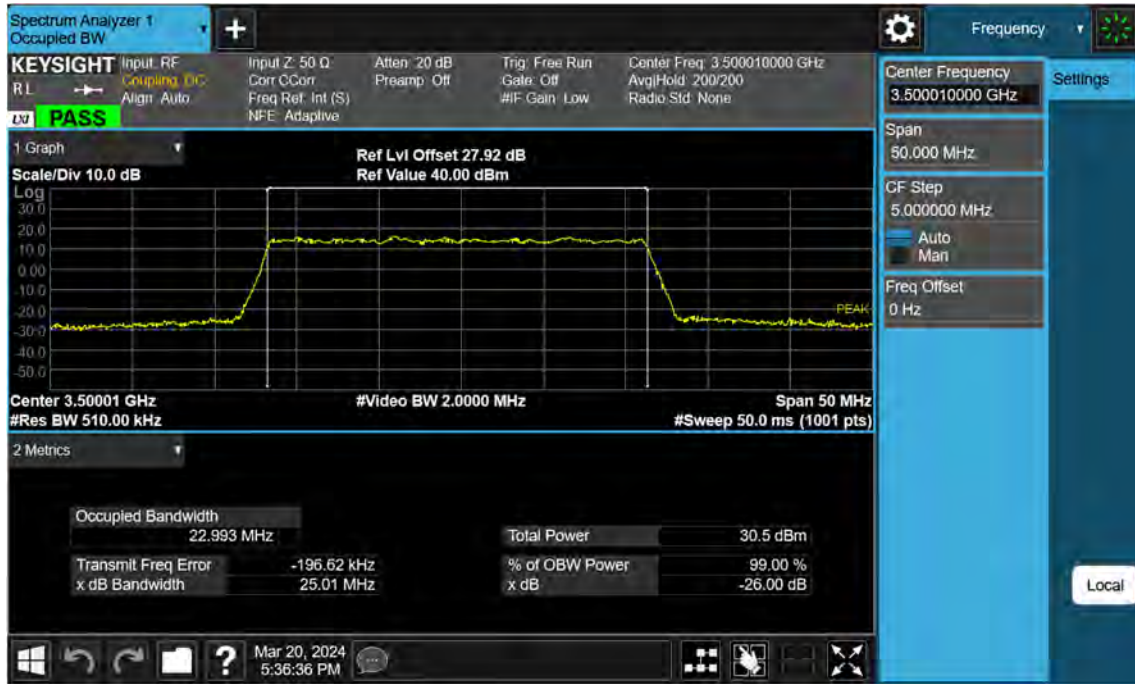 Spectrum Analyzer 1
Occupied BW
+
Frequency
KEYSIGHT Input: RF Input Z: 50 Ω Atten: 20 dB Trig: Free Run Center Freq: 3.500010000 GHz
RL Coupling: DC Corr CCorr Preamp: Off Gate: Off Avg|Hold: 200/200
Align: Auto Freq Ref: Int (S) #IF Gain: Low Radio Std: None
LXI PASS NFE: Adaptive
Center Frequency
3.500010000 GHz
Settings
Span
50.000 MHz
CF Step
5.000000 MHz
Auto
Man
Freq Offset
0 Hz
Local
1 Graph
Ref Lvl Offset 27.92 dB
Scale/Div 10.0 dB Ref Value 40.00 dBm
Log
30.0
20.0
10.0
0.00
-10.0
-20.0
PEAK
-30.0
-40.0
-50.0
Center 3.50001 GHz #Video BW 2.0000 MHz Span 50 MHz
#Res BW 510.00 kHz #Sweep 50.0 ms (1001 pts)
2 Metrics
Occupied Bandwidth
22.993 MHz Total Power 30.5 dBm
Transmit Freq Error -196.62 kHz % of OBW Power 99.00 %
x dB Bandwidth 25.01 MHz x dB -26.00 dB
?
Mar 20, 2024
5:36:36 PM